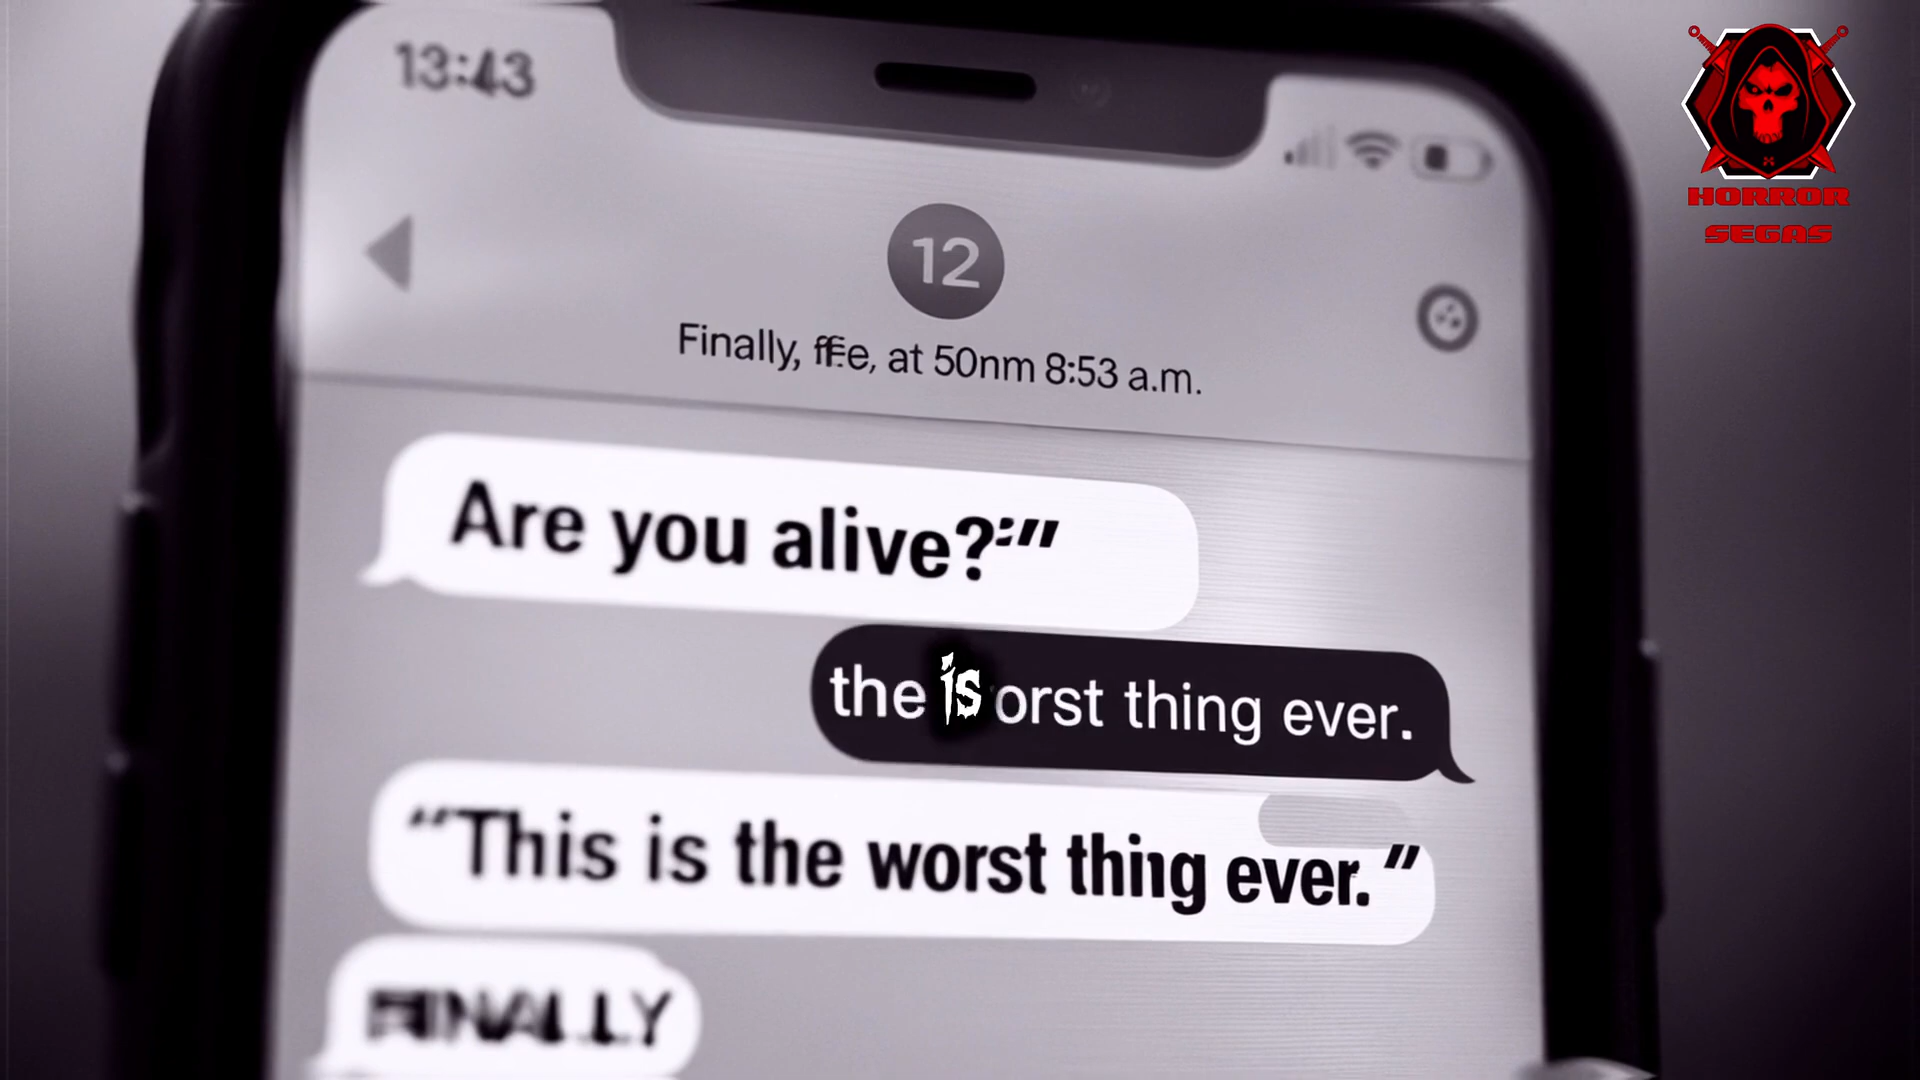 13:43
HORROR
SEGAS
12
Finally, at 50nm 8:53 a.m.
Are you alive?"
the is orst thing ever.
“This is the worst thing ever.”
FINALLY